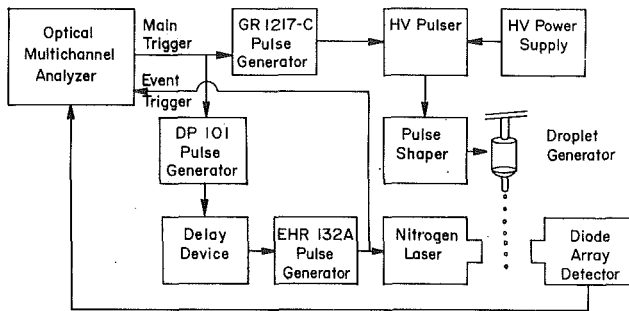 Optical
Multichannel
Analyzer
Main
Trigger
Event
Trigger
GR 1217-C
Pulse
Generator
HV Pulser
HV Power
Supply
DP 101
Pulse
Generator
Pulse
Shaper
Droplet
Generator
Delay
Device
EHR 132A
Pulse
Generator
Nitrogen
Laser
Diode
Array
Detector